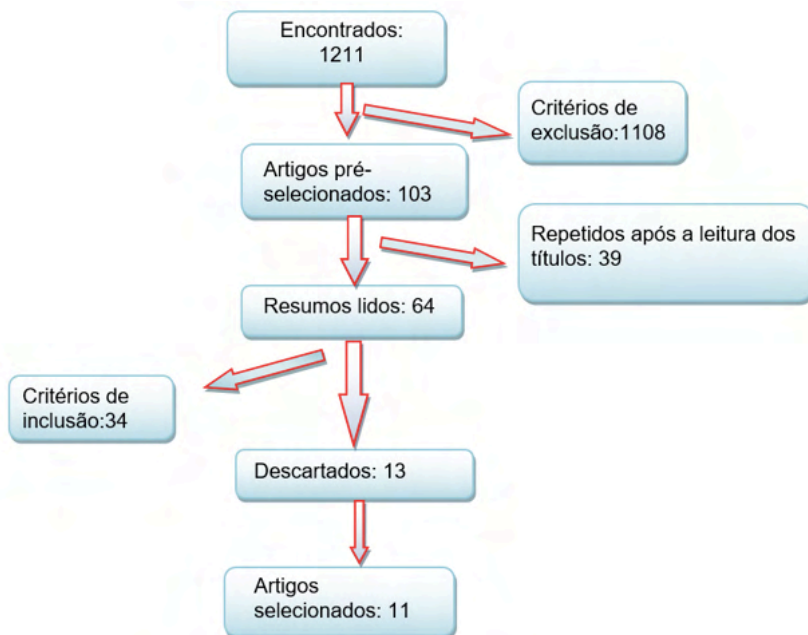 Encontrados:
1211
Critérios de
exclusão:1108
Artigos pré-
selecionados: 103
Repetidos após a leitura dos
títulos: 39
Resumos lidos: 64
Critérios de
inclusão:34
Descartados: 13
Artigos
selecionados: 11